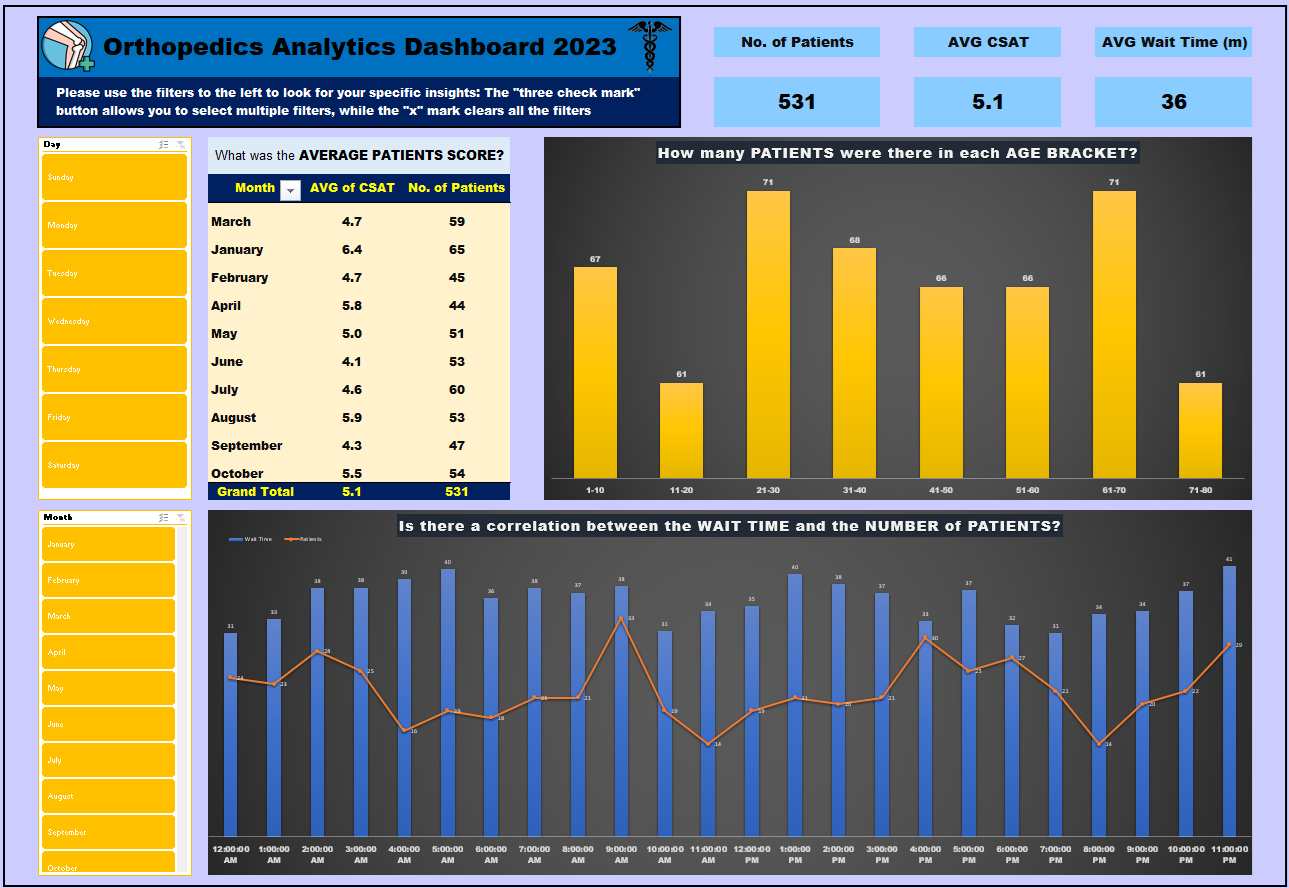 Orthopedics Analytics Dashboard 2023
Please use the filters to the left to look for your specific insights: The "three check mark"
button allows you to select multiple filters, while the "x" mark clears all the filters
No. of Patients
AVG CSAT
AVG Wait Time (m)
531
5.1
36
Day
Sunday
Monday
Tuesday
Wednesday
Thursday
Friday
Saturday
What was the AVERAGE PATIENTS SCORE?
Month AVG of CSAT No. of Patients
March 4.7 59
January 6.4 65
February 4.7 45
April 5.8 44
May 5.0 51
June 4.1 53
July 4.6 60
August 5.9 53
September 4.3 47
October 5.5 54
Grand Total 5.1 531
How many PATIENTS were there in each AGE BRACKET?
67 61 71 68 66 66 71 61
1-10 11-20 21-30 31-40 41-50 51-60 61-70 71-80
Month
January
February
March
April
May
June
July
August
September
October
Is there a correlation between the WAIT TIME and the NUMBER of PATIENTS?
Wait Time Patients
31 33 38 38 39 40 36 38 37 38 31 34 35 40 38 37 33 37 32 31 34 34 37 41
24 23 28 25 16 19 18 21 21 33 19 14 19 21 20 21 30 25 27 22 14 20 22 29
12:00:00 1:00:00 2:00:00 3:00:00 4:00:00 5:00:00 6:00:00 7:00:00 8:00:00 9:00:00 10:00:00 11:00:00 12:00:00 1:00:00 2:00:00 3:00:00 4:00:00 5:00:00 6:00:00 7:00:00 8:00:00 9:00:00 10:00:00 11:00:00
AM AM AM AM AM AM AM AM AM AM AM AM PM PM PM PM PM PM PM PM PM PM PM PM